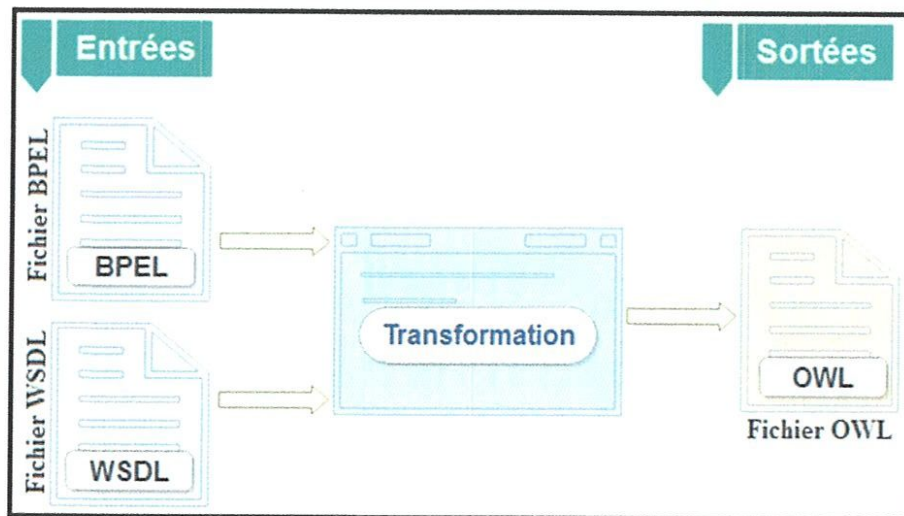 Entrées
Sortées
Fichier BPEL
BPEL
Transformation
Fichier WSDL
WSDL
OWL
Fichier OWL